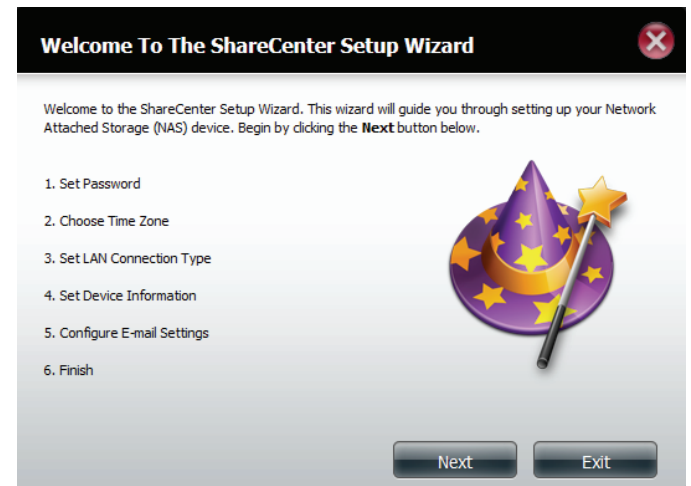 Welcome To The ShareCenter Setup Wizard
Welcome to the ShareCenter Setup Wizard. This wizard will guide you through setting up your Network
Attached Storage (NAS) device. Begin by clicking the Next button below.
1. Set Password
2. Choose Time Zone
3. Set LAN Connection Type
4. Set Device Information
5. Configure E-mail Settings
6. Finish
Next
Exit